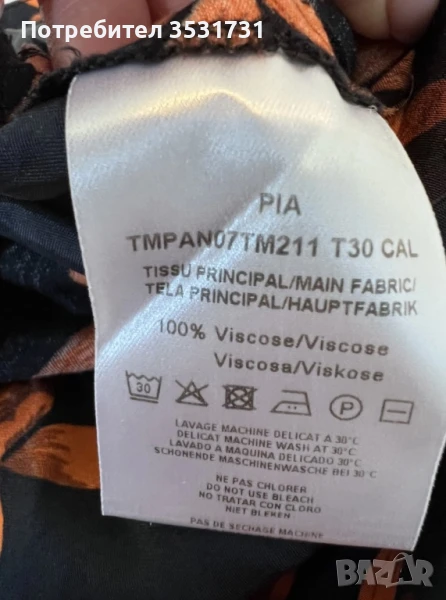 Потребител 3531731
PIA
TMPAN07TM211 T30 CAL
TISSU PRINCIPAL/MAIN FABRIC/
TELA PRINCIPAL/HAUPTFABRIK
100% Viscose/Viscose
Viscosa/Viskose
30 P
LAVAGE MACHINE DELICAT A 30°C
DELICAT MACHINE WASH AT 30°C
LAVADO A MAQUINA DELICADO 30°C
SCHONENDE MASCHINENWASCHE BEI 30°C
NE PAS CHLORER
DO NOT USE BLEACH
NO TRATAR CON CLORO
NIET BLEKEN
PAS DE SECHAGE MACHINE
BAZAR